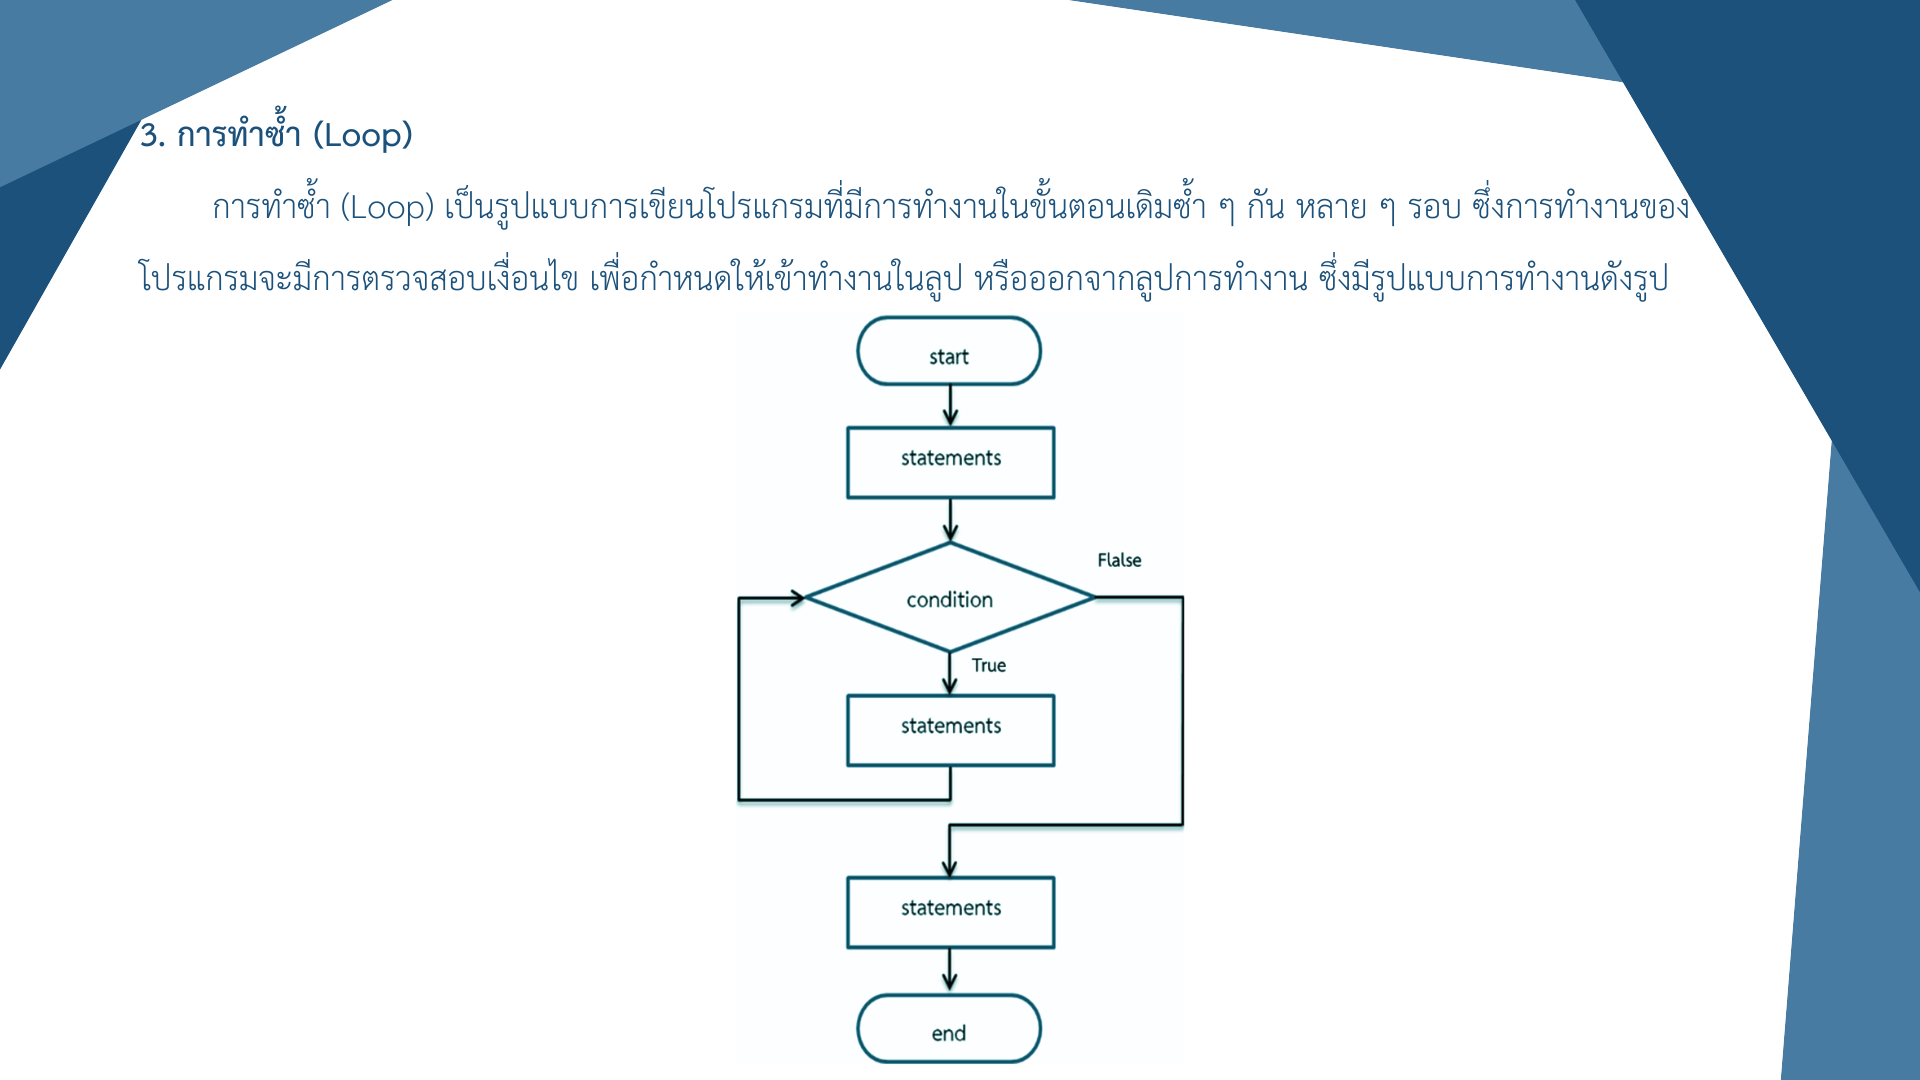 3. การทำซ้ำ (Loop)
การทำซ้ำ (Loop) เป็นรูปแบบการเขียนโปรแกรมที่มีการทำงานในขั้นตอนเดิมซ้ำ ๆ กัน หลาย ๆ รอบ ซึ่งการทำงานของ
โปรแกรมจะมีการตรวจสอบเงื่อนไข เพื่อกำหนดให้เข้าทำงานในลูป หรือออกจากลูปการทำงาน ซึ่งมีรูปแบบการทำงานดังรูป
start
statements
Flalse
condition
True
statements
statements
end